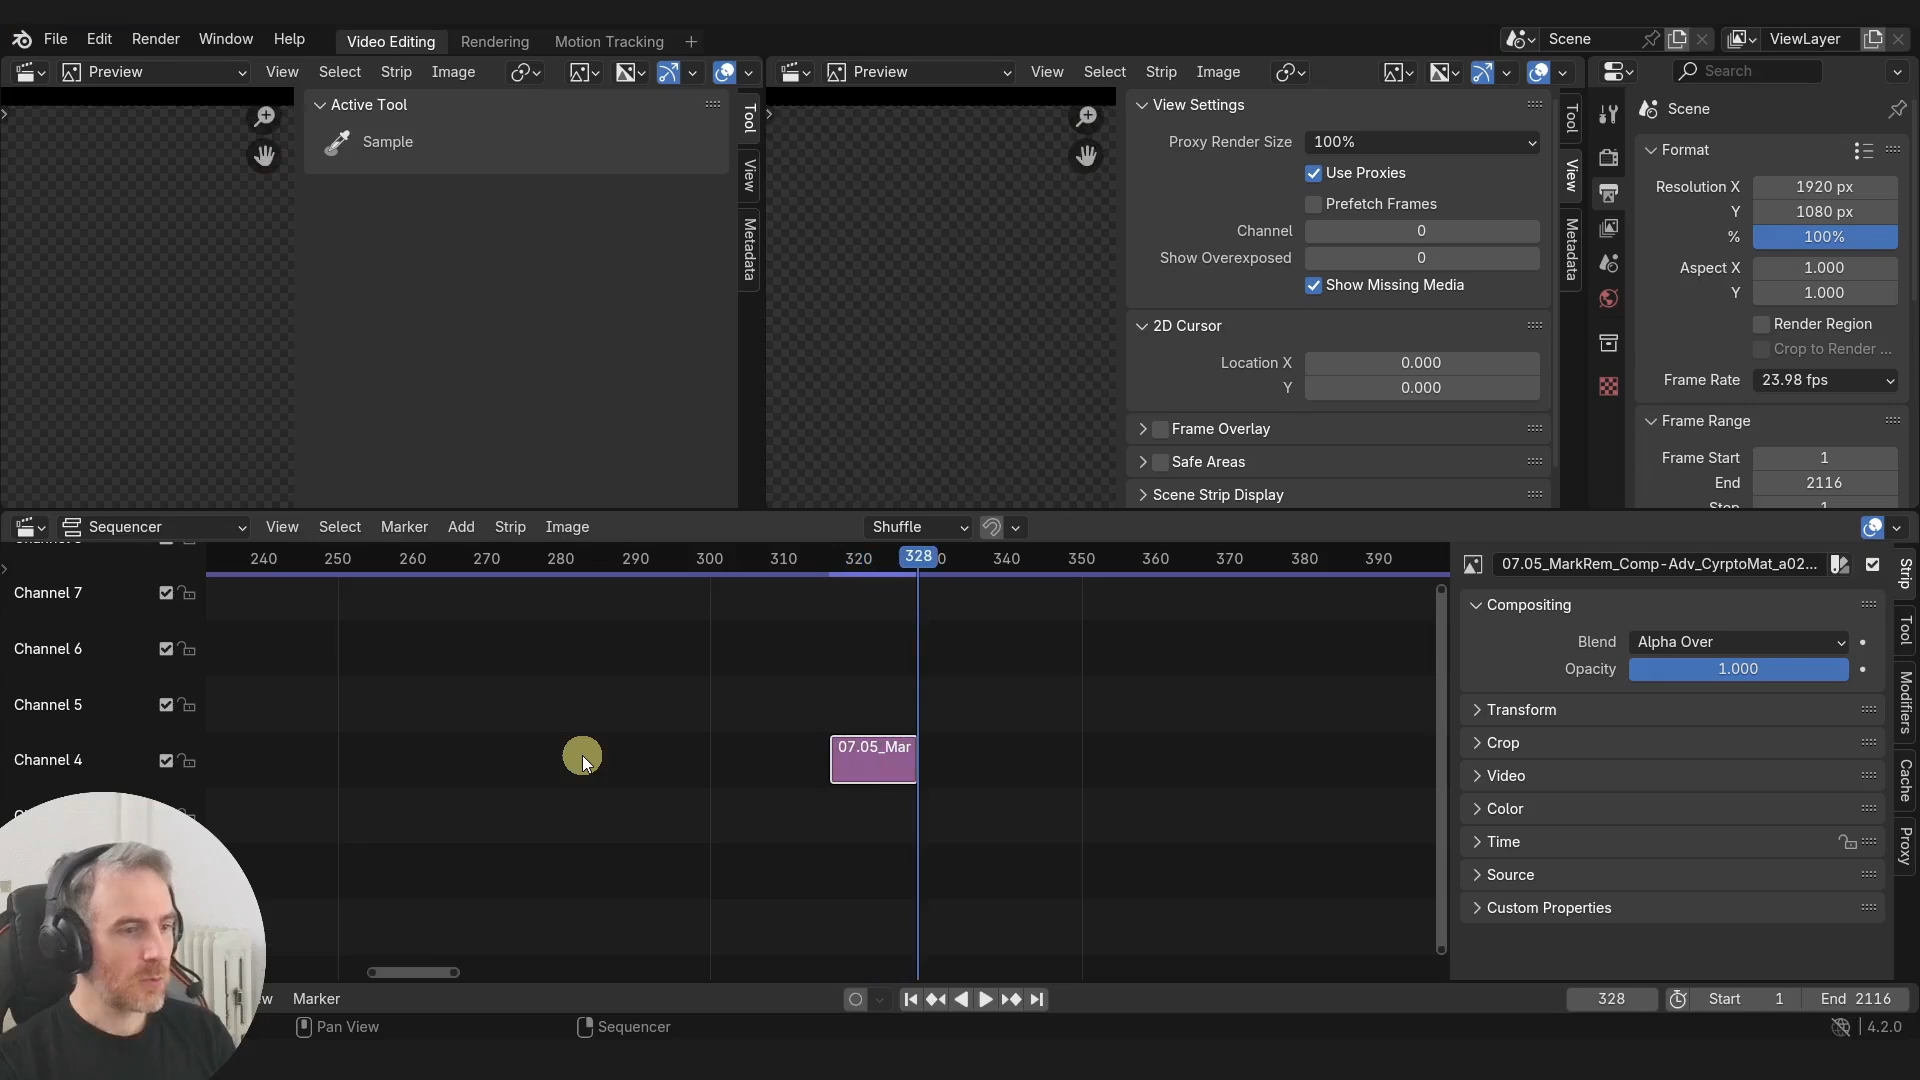 File Edit Render Window Help Video Editing Rendering Motion Tracking Scene ViewLayer
Preview View Select Strip Image Preview View Select Strip Image Search
Active Tool
Sample
Tool
View
Metadata
View Settings
Proxy Render Size 100%
Use Proxies
Prefetch Frames
Channel 0
Show Overexposed 0
Show Missing Media
2D Cursor
Location X 0.000
Y 0.000
Frame Overlay
Safe Areas
Scene Strip Display
Tool
View
Metadata
Scene
Format
Resolution X 1920 px
Y 1080 px
% 100%
Aspect X 1.000
Y 1.000
Render Region
Crop to Render ...
Frame Rate 23.98 fps
Frame Range
Frame Start 1
End 2116
Sequencer View Select Marker Add Strip Image Shuffle
240 250 260 270 280 290 300 310 320 328 340 350 360 370 380 390
Channel 7
Channel 6
Channel 5
Channel 4
07.05_Mar
07.05_MarkRem_Comp-Adv_CyrptoMat_a02...
Compositing
Blend Alpha Over
Opacity 1.000
Transform
Crop
Video
Color
Time
Source
Custom Properties
Strip
Tool
Modifiers
Cache
Proxy
Marker 328 Start 1 End 2116
Pan View Sequencer 4.2.0